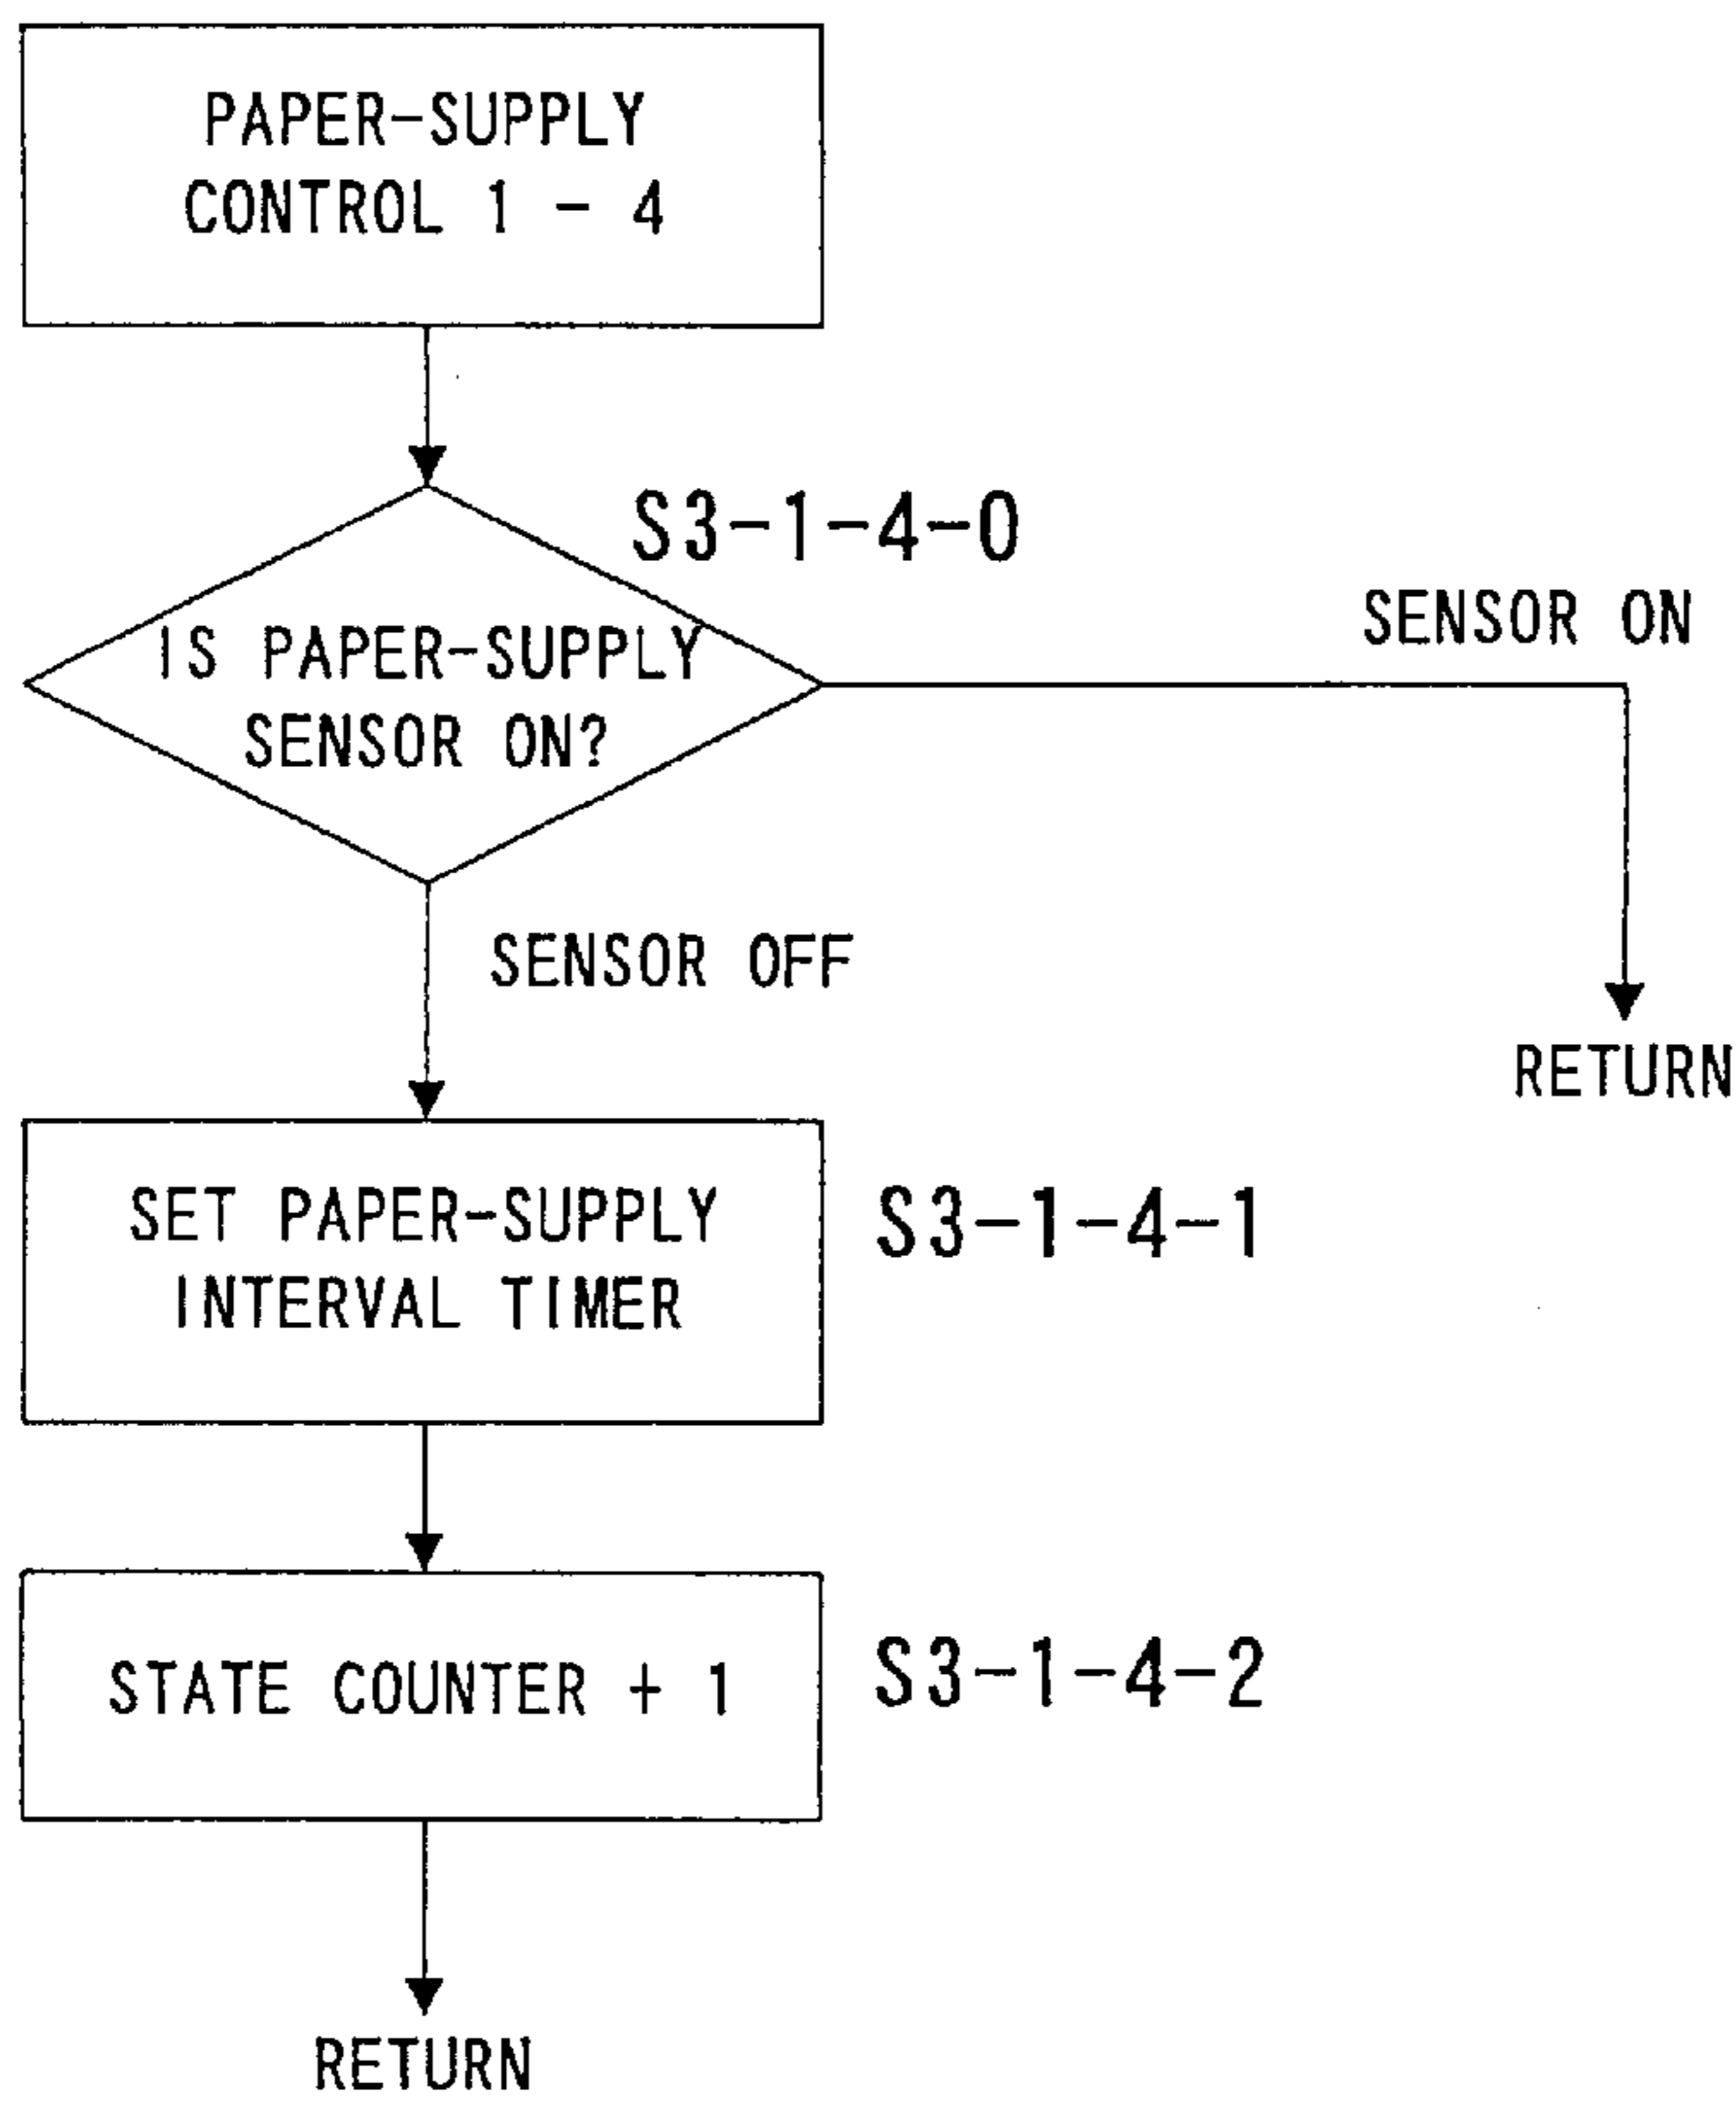 PAPER-SUPPLY
CONTROL 1 - 4
S3-1-4-0
SENSOR ON
IS PAPER-SUPPLY
SENSOR ON?
SENSOR OFF
RETURN
SET PAPER-SUPPLY
INTERVAL TIMER
S3-1-4-1
STATE COUNTER + 1
S3-1-4-2
RETURN